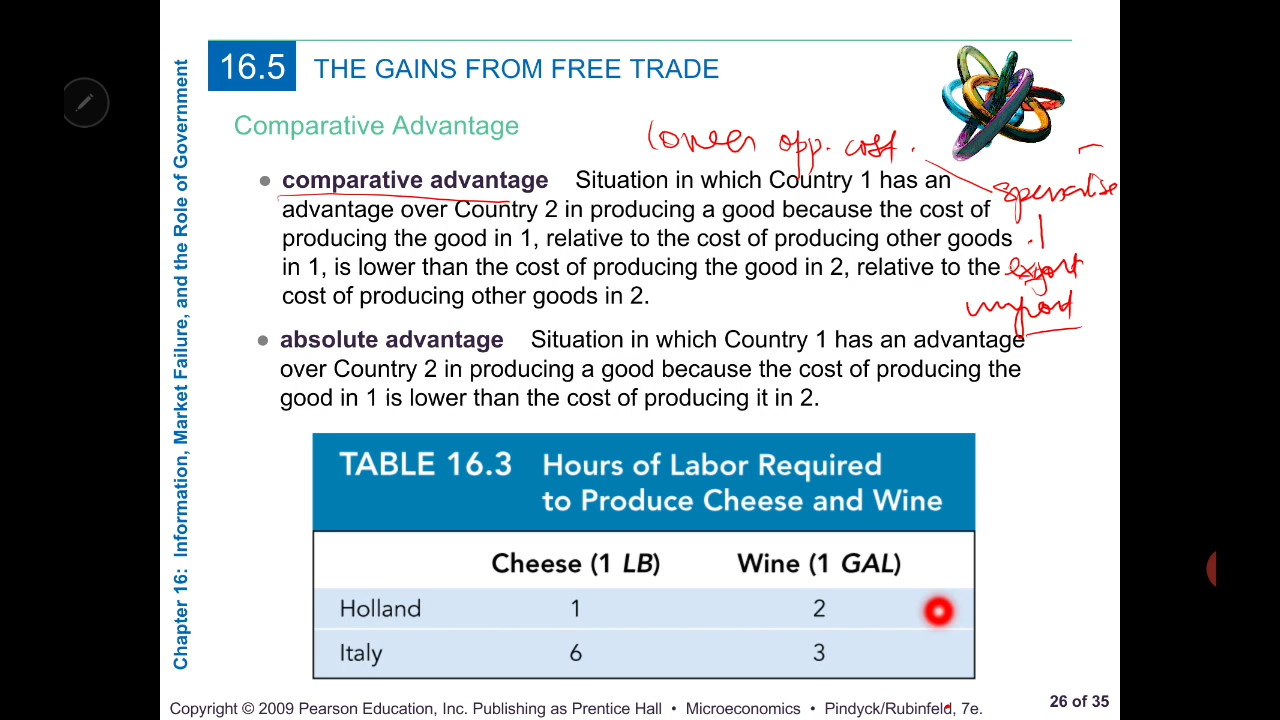 16.5 THE GAINS FROM FREE TRADE
Comparative Advantage
lower opp. cost.
specialise
export
import
• comparative advantage Situation in which Country 1 has an
advantage over Country 2 in producing a good because the cost of
producing the good in 1, relative to the cost of producing other goods
in 1, is lower than the cost of producing the good in 2, relative to the
cost of producing other goods in 2.
• absolute advantage Situation in which Country 1 has an advantage
over Country 2 in producing a good because the cost of producing the
good in 1 is lower than the cost of producing it in 2.
TABLE 16.3 Hours of Labor Required
to Produce Cheese and Wine
Cheese (1 LB) Wine (1 GAL)
Holland 1 2
Italy 6 3
Chapter 16: Information, Market Failure, and the Role of Government
Copyright © 2009 Pearson Education, Inc. Publishing as Prentice Hall • Microeconomics • Pindyck/Rubinfeld, 7e.
26 of 35